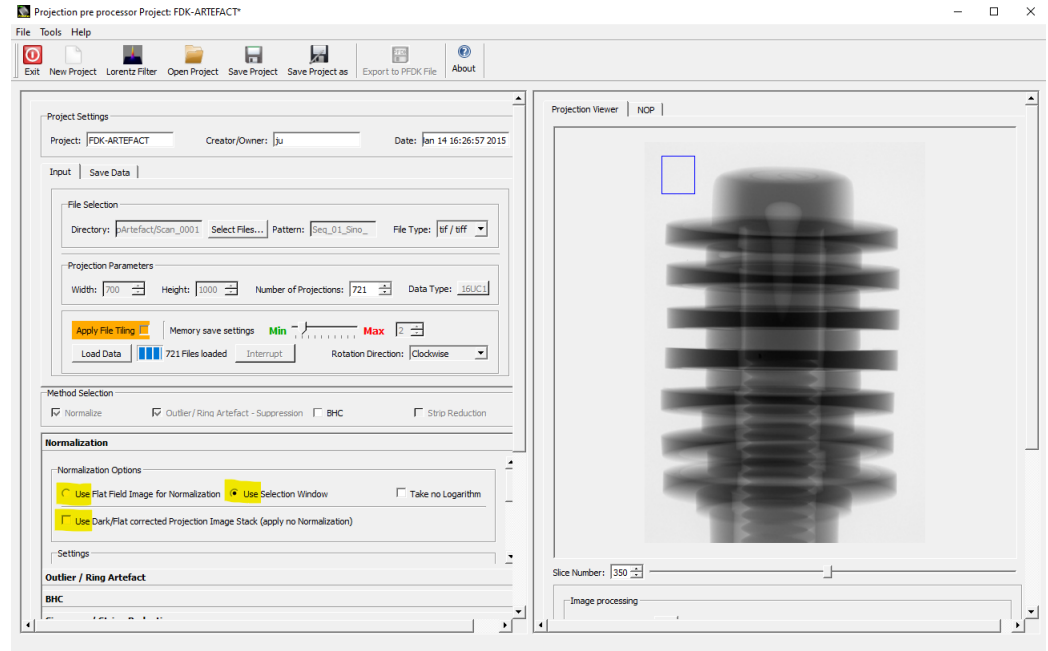 Projection pre processor Project: FDK-ARTEFACT*
File Tools Help
Exit New Project Lorentz Filter Open Project Save Project Save Project as Export to PFDK File About
Project Settings
Project: FDK-ARTEFACT Creator/Owner: ju Date: Jan 14 16:26:57 2015
Input Save Data
File Selection
Directory: pArtefact/Scan_0001 Select Files... Pattern: Seq_01_Sino_ File Type: tif / tiff
Projection Parameters
Width: 700 Height: 1000 Number of Projections: 721 Data Type: 16UC1
Apply File Tiling Memory save settings Min Max 2
Load Data 721 Files loaded Interrupt Rotation Direction: Clockwise
Method Selection
Normalize Outlier/ Ring Artefact - Suppression BHC Strip Reduction
Normalization
Normalization Options
Use Flat Field Image for Normalization Use Selection Window Take no Logarithm
Use Dark/Flat corrected Projection Image Stack (apply no Normalization)
Settings
Outlier / Ring Artefact
BHC
Projection Viewer NOP
Slice Number: 350
Image processing